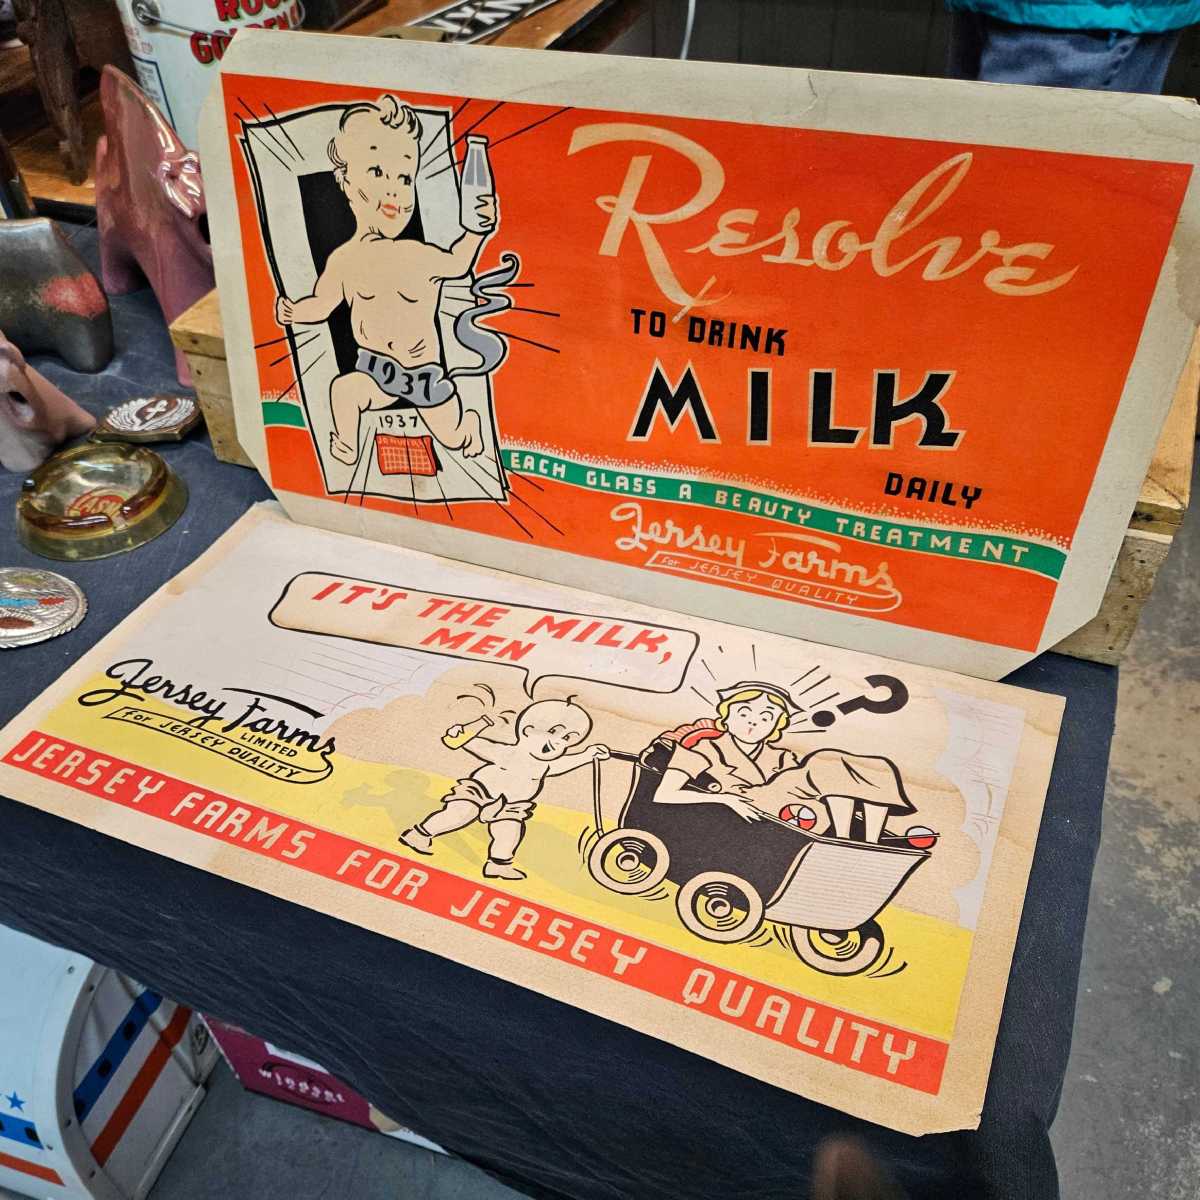 GOLDEN
Resolve
TO DRINK
MILK
DAILY
EACH GLASS A BEAUTY TREATMENT
Jersey Farms
For JERSEY QUALITY
1937
1937
IT'S THE MILK,
MEN
Jersey Farms
LIMITED
For JERSEY QUALITY
JERSEY FARMS FOR JERSEY QUALITY